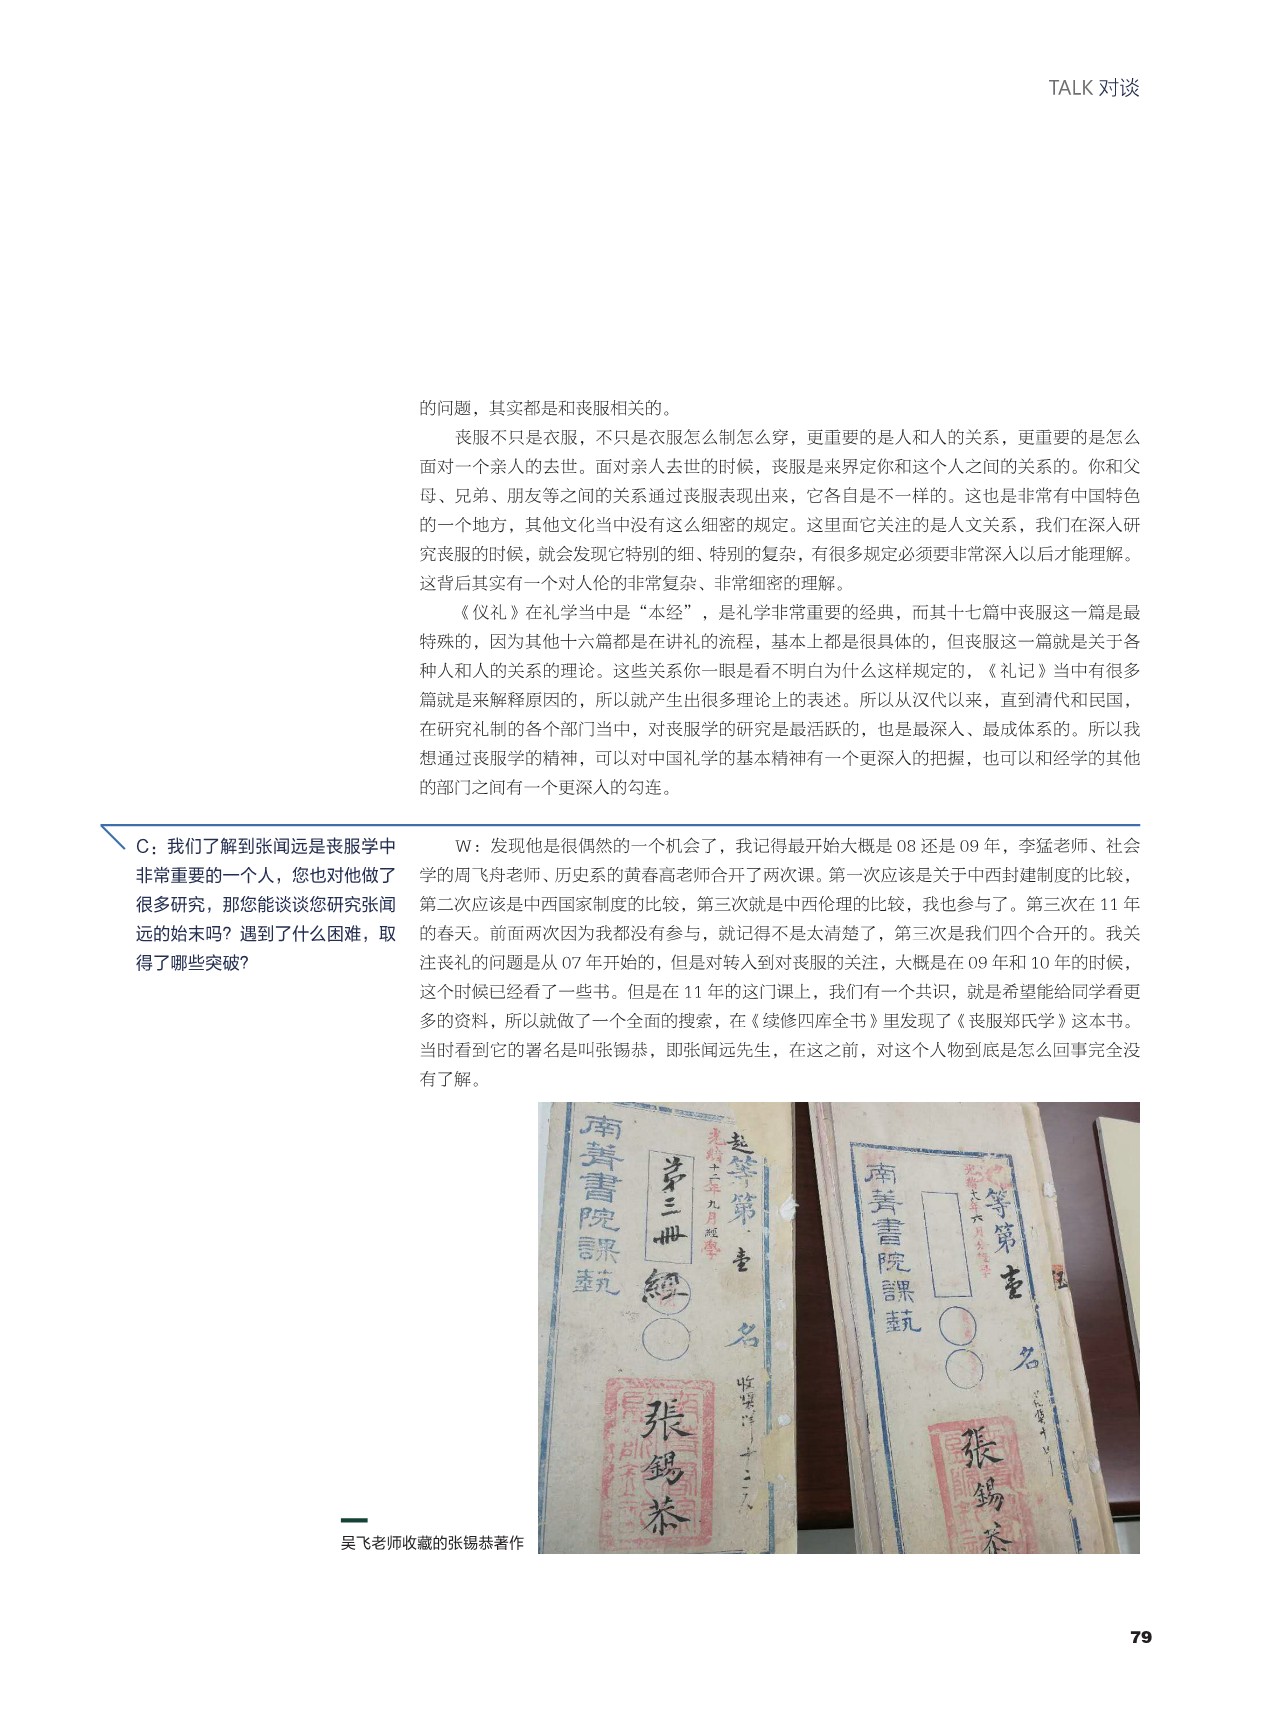 TALK 对谈
的问题，其实都是和丧服相关的。
丧服不只是衣服，不只是衣服怎么制怎么穿，更重要的是人和人的关系，更重要的是怎么
面对一个亲人的去世。面对亲人去世的时候，丧服是来界定你和这个人之间的关系的。你和父
母、兄弟、朋友等之间的关系通过丧服表现出来，它各自是不一样的。这也是非常有中国特色
的一个地方，其他文化当中没有这么细密的规定。这里面它关注的是人文关系，我们在深入研
究丧服的时候，就会发现它特别的细、特别的复杂，有很多规定必须要非常深入以后才能理解。
这背后其实有一个对人伦的非常复杂、非常细密的理解。
《仪礼》在礼学当中是“本经”，是礼学非常重要的经典，而其十七篇中丧服这一篇是最
特殊的，因为其他十六篇都是在讲礼的流程，基本上都是很具体的，但丧服这一篇就是关于各
种人和人的关系的理论。这些关系你一眼是看不明白为什么这样规定的，《礼记》当中有很多
篇就是来解释原因的，所以就产生出很多理论上的表述。所以从汉代以来，直到清代和民国，
在研究礼制的各个部门当中，对丧服学的研究是最活跃的，也是最深入、最成体系的。所以我
想通过丧服学的精神，可以对中国礼学的基本精神有一个更深入的把握，也可以和经学的其他
的部门之间有一个更深入的勾连。
C：我们了解到张闻远是丧服学中
非常重要的一个人，您也对他做了
很多研究，那您能谈谈您研究张闻
远的始末吗？遇到了什么困难，取
得了哪些突破？
W：发现他是很偶然的一个机会了，我记得最开始大概是 08 还是 09 年，李猛老师、社会
学的周飞舟老师、历史系的黄春高老师合开了两次课。第一次应该是关于中西封建制度的比较，
第二次应该是中西国家制度的比较，第三次就是中西伦理的比较，我也参与了。第三次在 11 年
的春天。前面两次因为我都没有参与，就记得不是太清楚了，第三次是我们四个合开的。我关
注丧礼的问题是从 07 年开始的，但是对转入到对丧服的关注，大概是在 09 年和 10 年的时候，
这个时候已经看了一些书。但是在 11 年的这门课上，我们有一个共识，就是希望能给同学看更
多的资料，所以就做了一个全面的搜索，在《续修四库全书》里发现了《丧服郑氏学》这本书。
当时看到它的署名是叫张锡恭，即张闻远先生，在这之前，对这个人物到底是怎么回事完全没
有了解。
超等第壹名
光緒十二年九月經學
第三冊
南菁書院課藝
張錫恭
等第壹名
南菁書院課藝
張錫恭
吴飞老师收藏的张锡恭著作
79